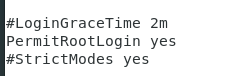 #LoginGraceTime 2m
PermitRootLogin yes
#StrictModes yes